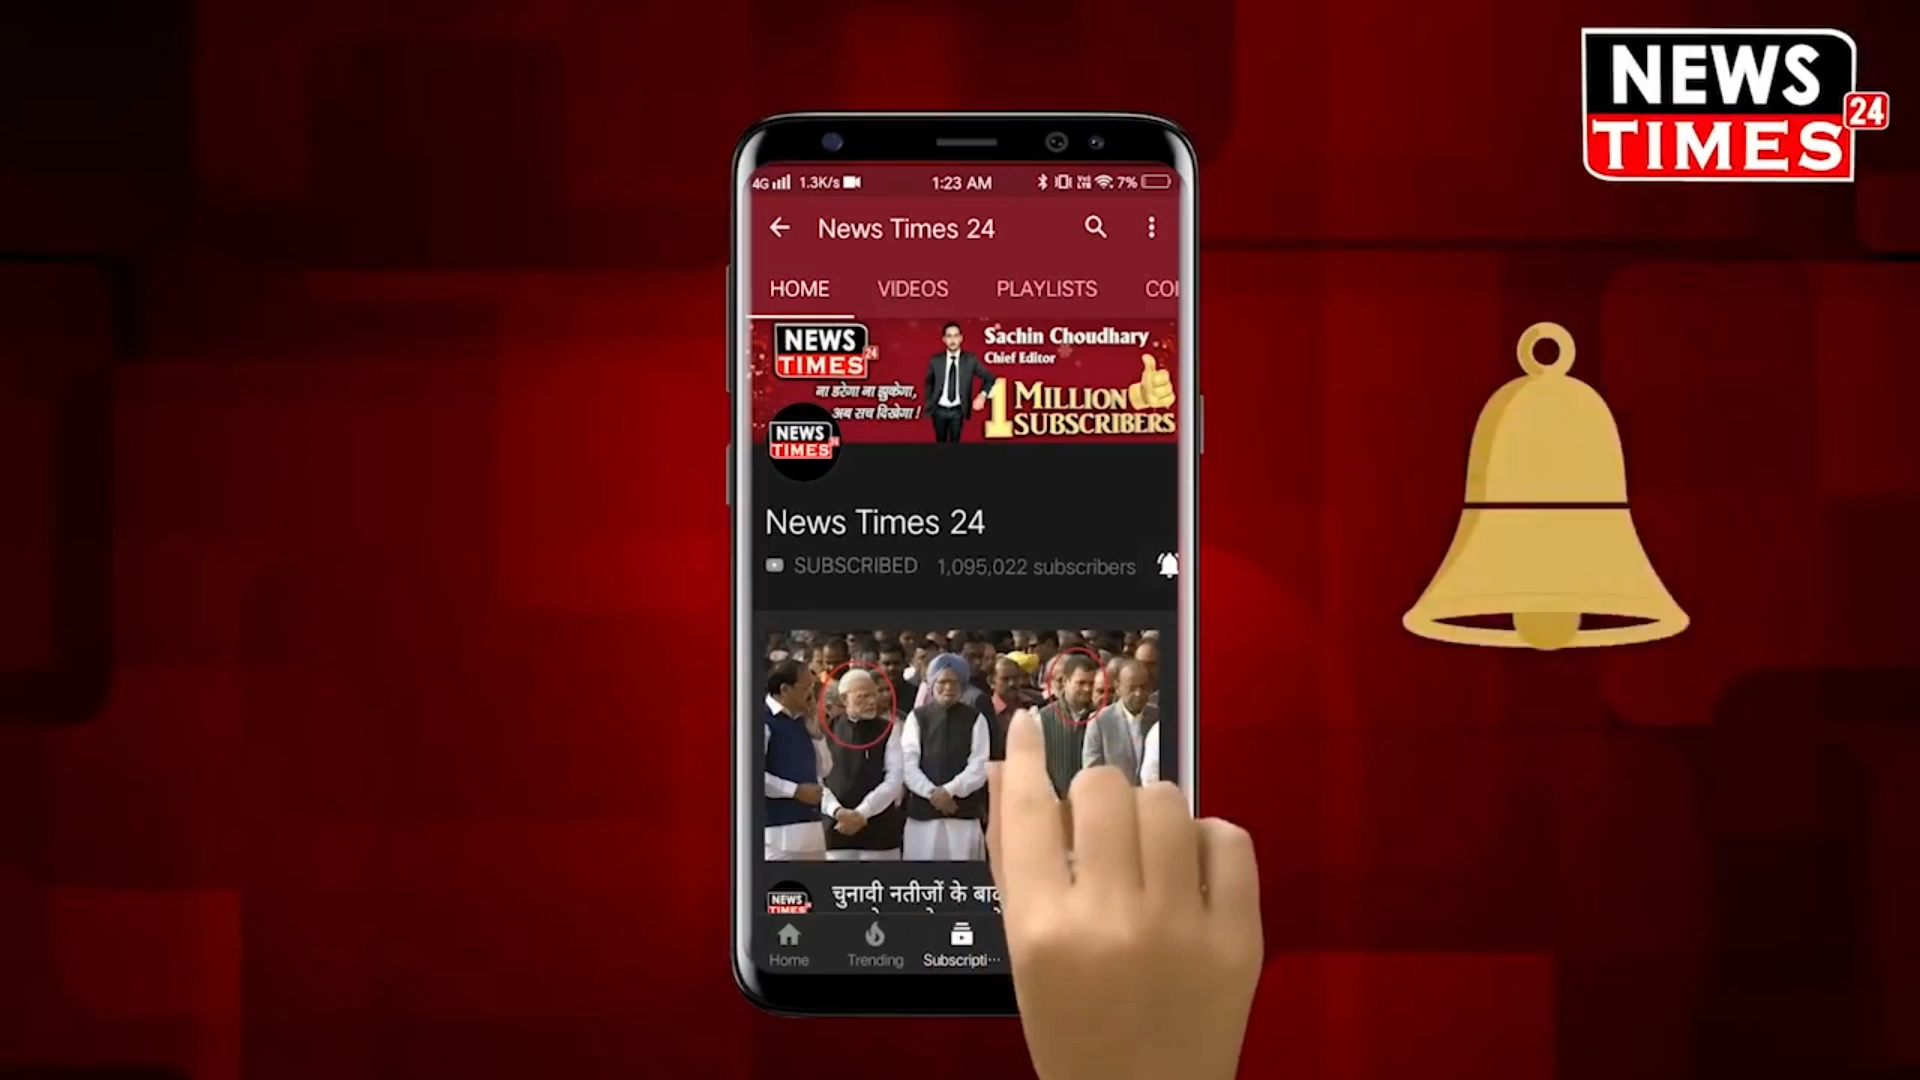 NEWS
TIMES 24
4G 1.3K/s 1:23 AM 7%
News Times 24
HOME VIDEOS PLAYLISTS
NEWS
TIMES 24
ना डरेगा ना झुकेगा,
अब सच दिखेगा !
Sachin Choudhary
Chief Editor
1 MILLION
SUBSCRIBERS
NEWS
TIMES
News Times 24
SUBSCRIBED 1,095,022 subscribers
चुनावी नतीजों के
NEWS
TIMES
Home Trending Subscripti···